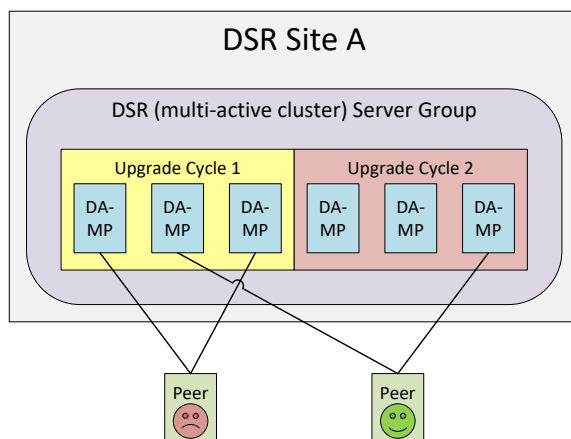 DSR Site A
DSR (multi-active cluster) Server Group
Upgrade Cycle 1
Upgrade Cycle 2
DA-
MP
DA-
MP
DA-
MP
DA-
MP
DA-
MP
DA-
MP
Peer
Peer